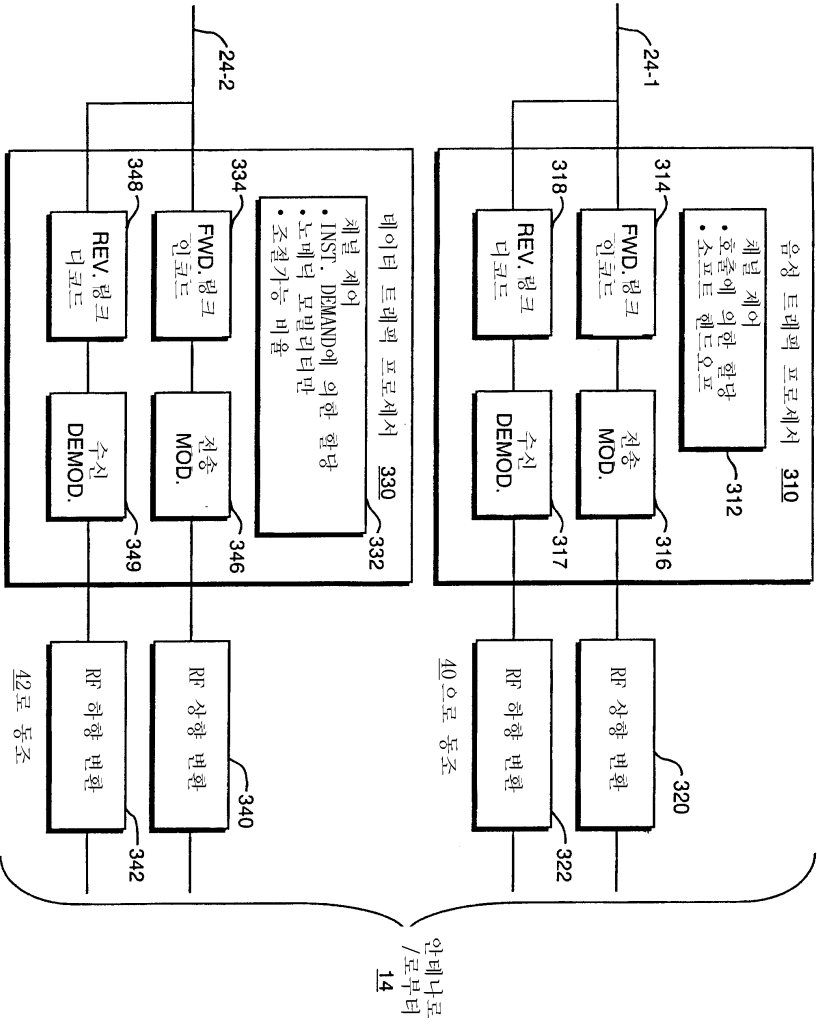 음성 트래픽 프로세서 310
채널 제어
• 호출에 의한 할당
• 소프트 핸드오프
312
24-1
314
FWD. 링크
인코드
전송
MOD.
316
RF 상향 변환
320
318
REV. 링크
디코드
수신
DEMOD.
317
RF 하향 변환
322
40으로 동조
데이터 트래픽 프로세서 330
채널 제어
• INST. DEMAND에 의한 할당
• 노메딕 모빌리티만
• 조절가능 비율
332
24-2
334
FWD. 링크
인코드
전송
MOD.
346
RF 상향 변환
340
348
REV. 링크
디코드
수신
DEMOD.
349
RF 하향 변환
342
42로 동조
안테나로
/로부터
14